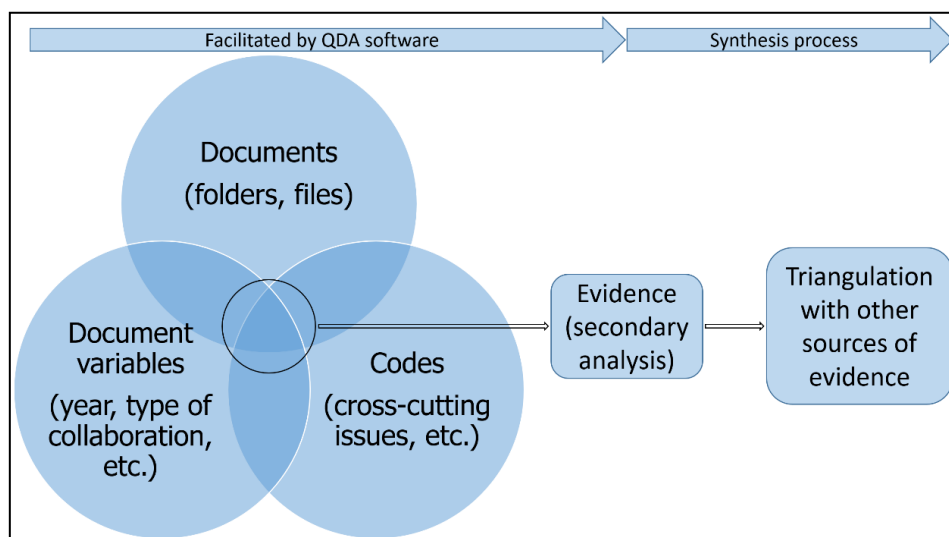 Facilitated by QDA software
Synthesis process
Documents
(folders, files)
Document
variables
(year, type of
collaboration,
etc.)
Codes
(cross-cutting
issues, etc.)
Evidence
(secondary
analysis)
Triangulation
with other
sources of
evidence